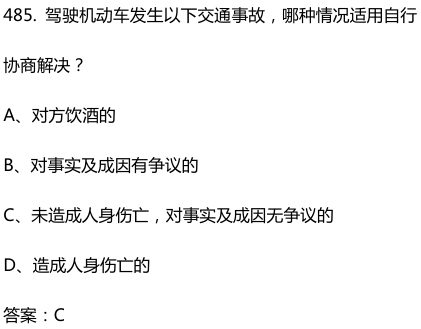 485. 驾驶机动车发生以下交通事故，哪种情况适用自行
协商解决？
A、对方饮酒的
B、对事实及成因有争议的
C、未造成人身伤亡，对事实及成因无争议的
D、造成人身伤亡的
答案：C